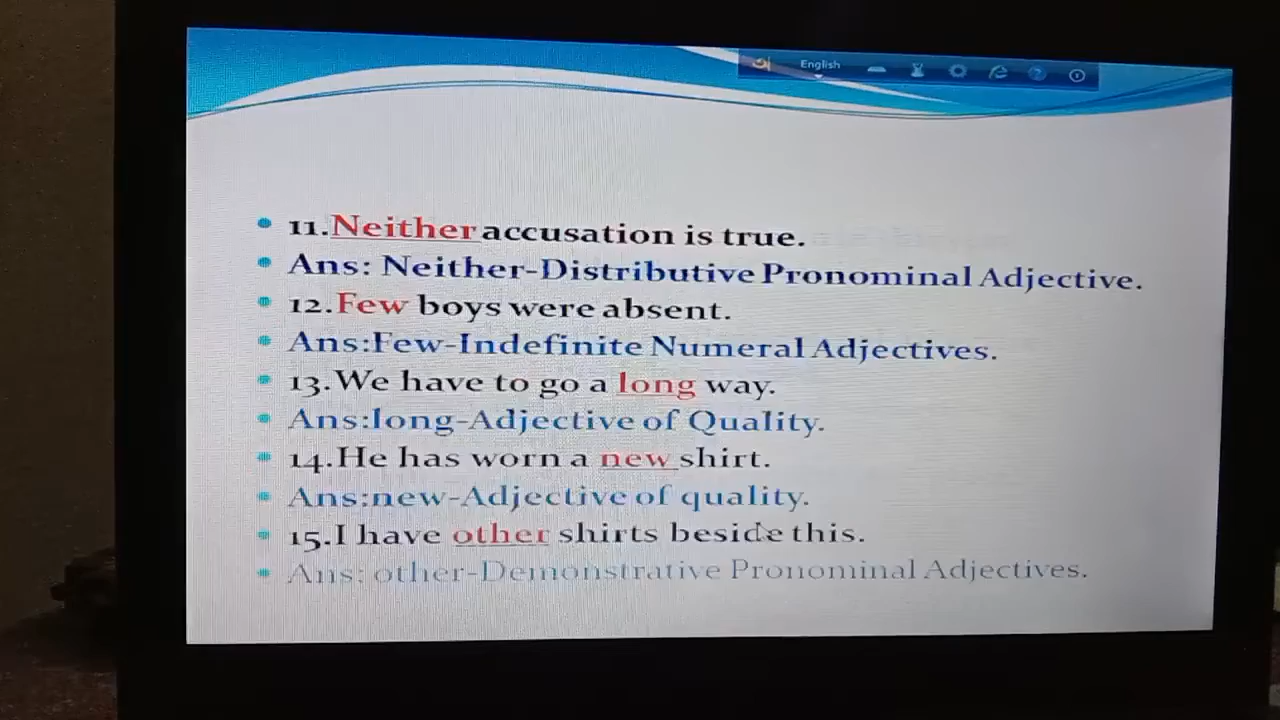 English
11.Neither accusation is true.
Ans: Neither-Distributive Pronominal Adjective.
12.Few boys were absent.
Ans:Few-Indefinite Numeral Adjectives.
13.We have to go a long way.
Ans:long-Adjective of Quality.
14.He has worn a new shirt.
Ans:new-Adjective of quality.
15.I have other shirts beside this.
Ans: other-Demonstrative Pronominal Adjectives.